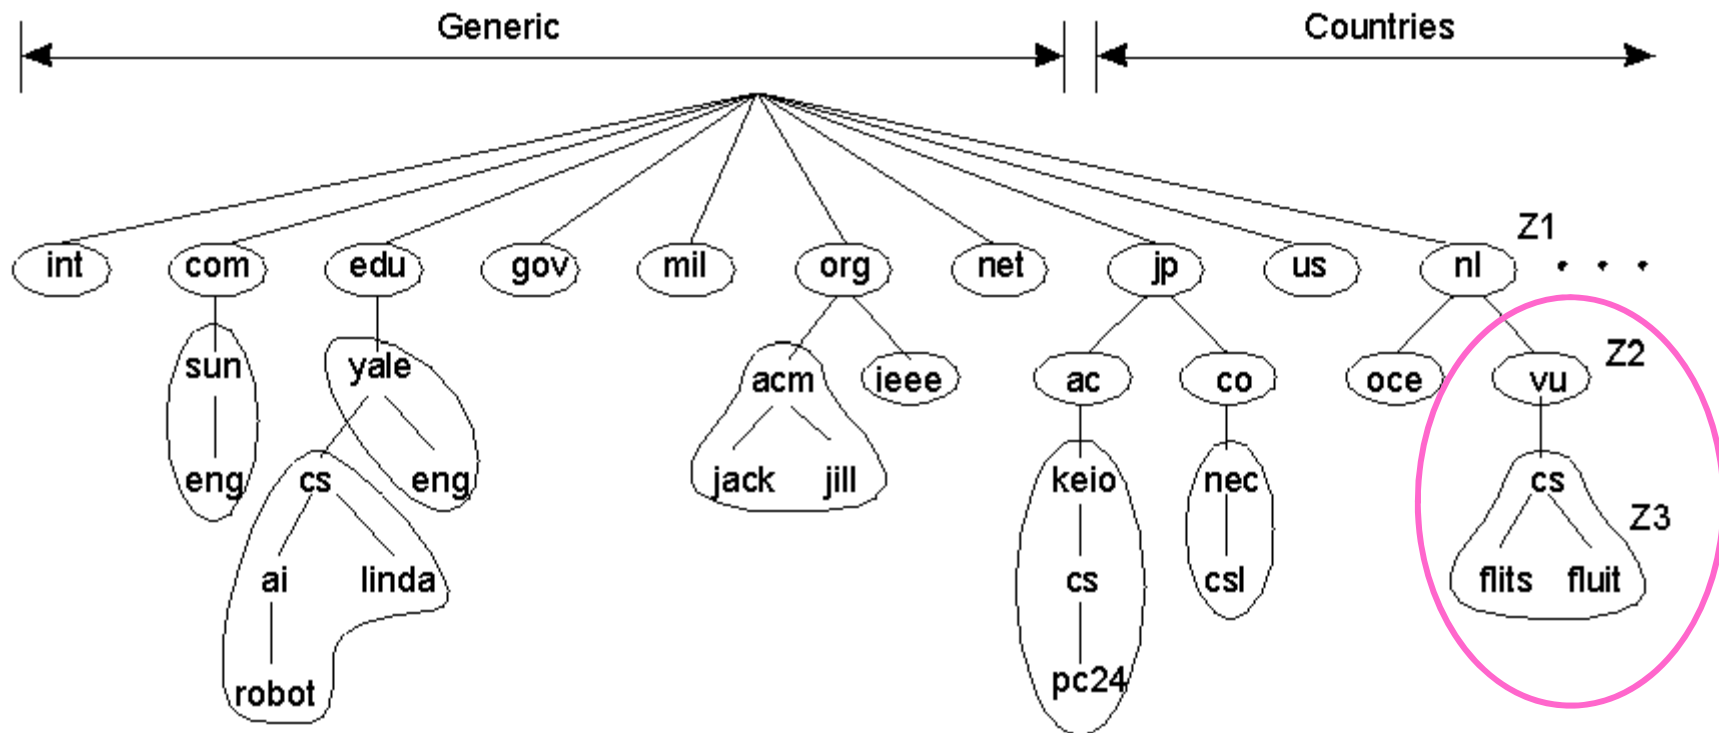 Generic Countries
Z1
int com edu gov mil org net jp us nl . . .
Z2
sun yale acm ieee ac co oce vu
eng cs eng jack jill keio nec cs
Z3
ai linda cs csl flits fluit
robot pc24